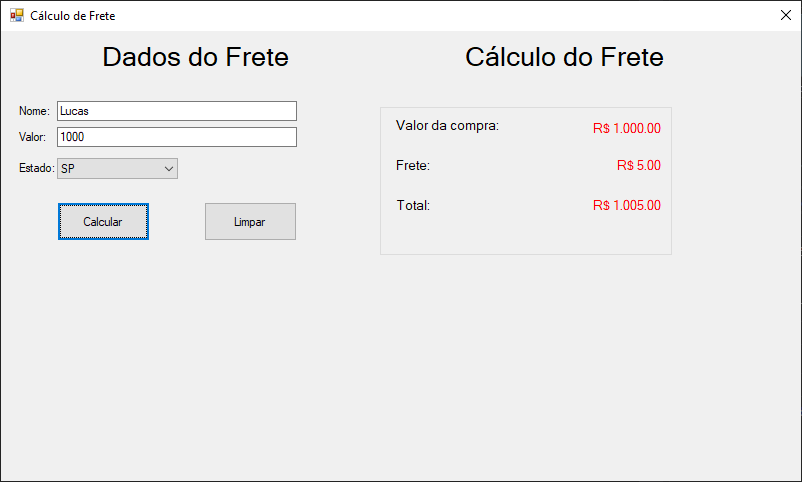 Cálculo de Frete
Dados do Frete
Cálculo do Frete
Nome: Lucas
Valor: 1000
Estado: SP
Calcular
Limpar
Valor da compra: R$ 1.000.00
Frete: R$ 5.00
Total: R$ 1.005.00